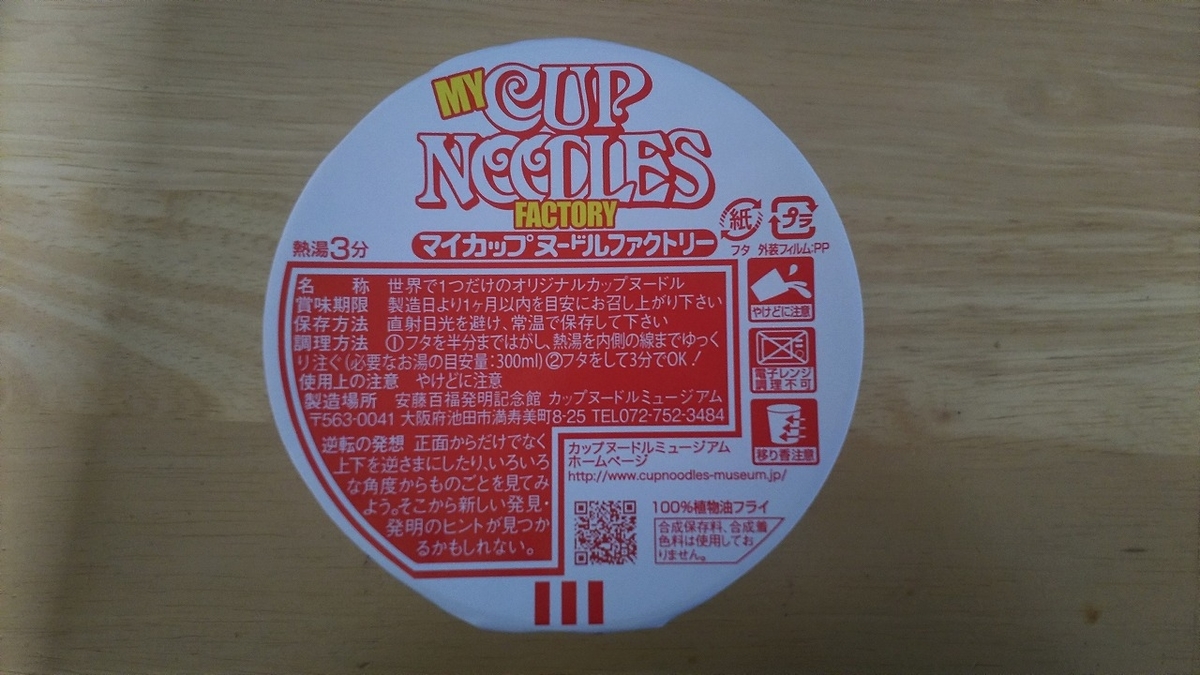 MY CUP
NOODLES
FACTORY
マイカップヌードルファクトリー
熱湯3分
紙
フタ
プラ
外装フィルム:PP
名　称 世界で1つだけのオリジナルカップヌードル
賞味期限 製造日より1ヶ月以内を目安にお召し上がり下さい
保存方法 直射日光を避け、常温で保存して下さい
調理方法 ①フタを半分まではがし、熱湯を内側の線までゆっく
り注ぐ(必要なお湯の目安量:300ml)②フタをして3分でOK!
使用上の注意 やけどに注意
製造場所 安藤百福発明記念館 カップヌードルミュージアム
〒563-0041 大阪府池田市満寿美町8-25 TEL072-752-3484
やけどに注意
電子レンジ
調理不可
移り香注意
逆転の発想 正面からだけでなく
上下を逆さまにしたり、いろいろ
な角度からものごとを見てみ
よう。そこから新しい発見・
発明のヒントが見つか
るかもしれない。
カップヌードルミュージアム
ホームページ
http://www.cupnoodles-museum.jp/
100%植物油フライ
合成保存料、合成着
色料は使用してお
りません。